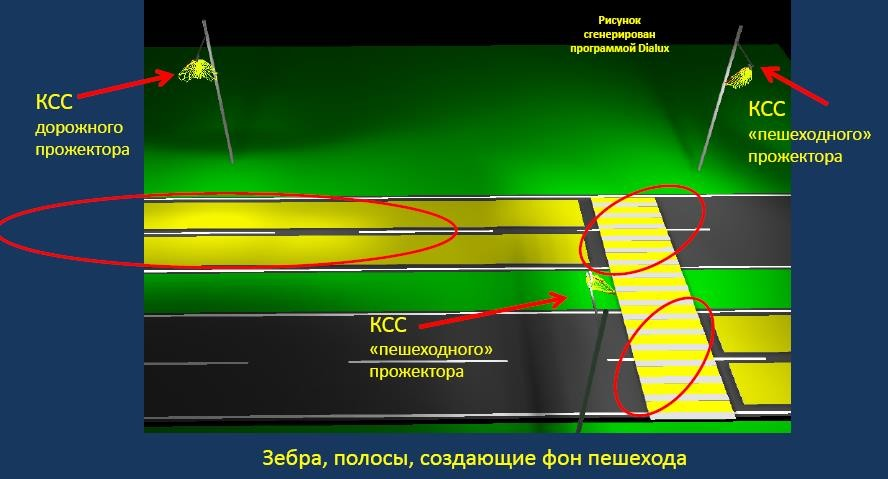 Рисунок
сгенерирован
программой Dialux
КСС
дорожного
прожектора
КСС
«пешеходного»
прожектора
КСС
«пешеходного»
прожектора
Зебра, полосы, создающие фон пешехода